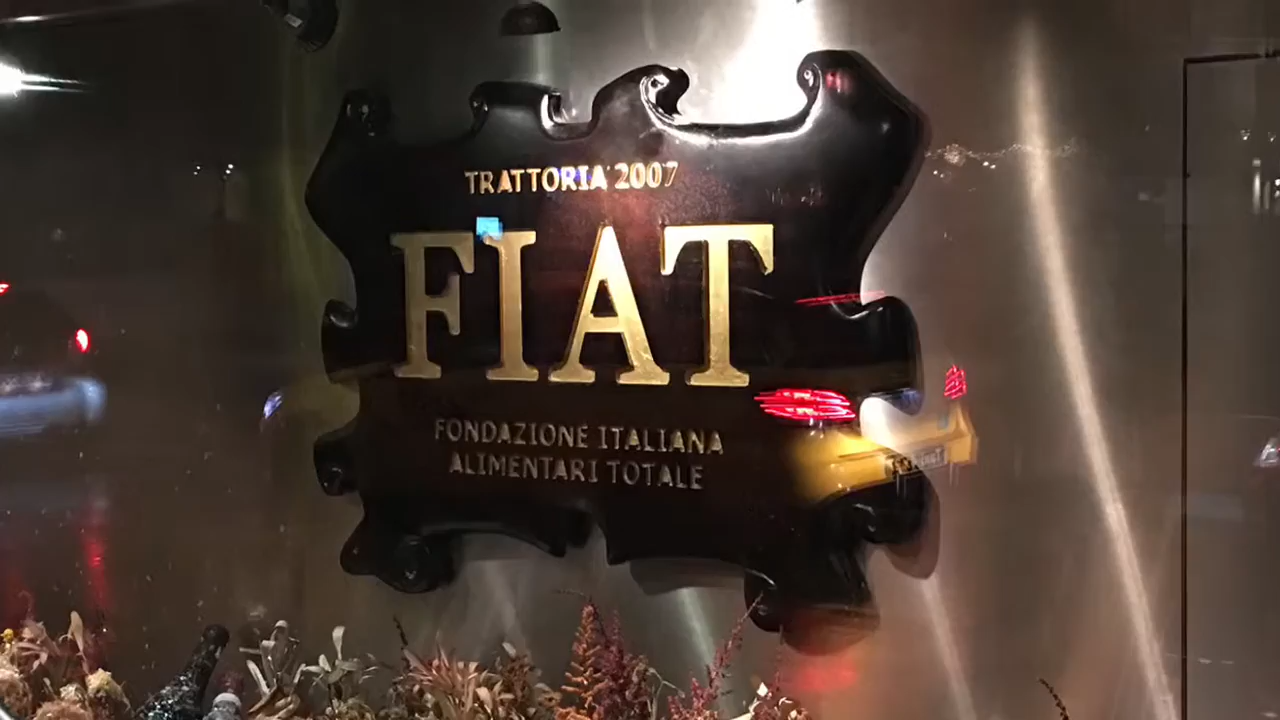 TRATTORIA 2007
FIAT
FONDAZIONE ITALIANA
ALIMENTARI TOTALE